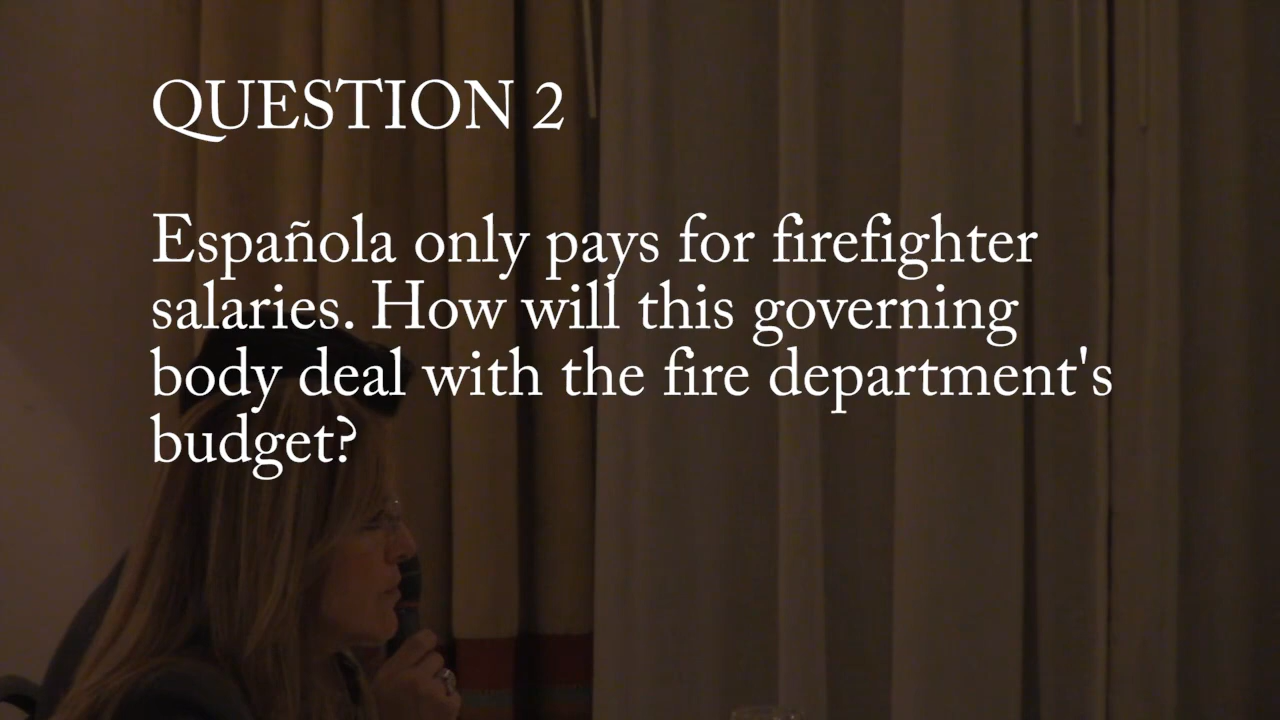 QUESTION 2
Española only pays for firefighter
salaries. How will this governing
body deal with the fire department's
budget?